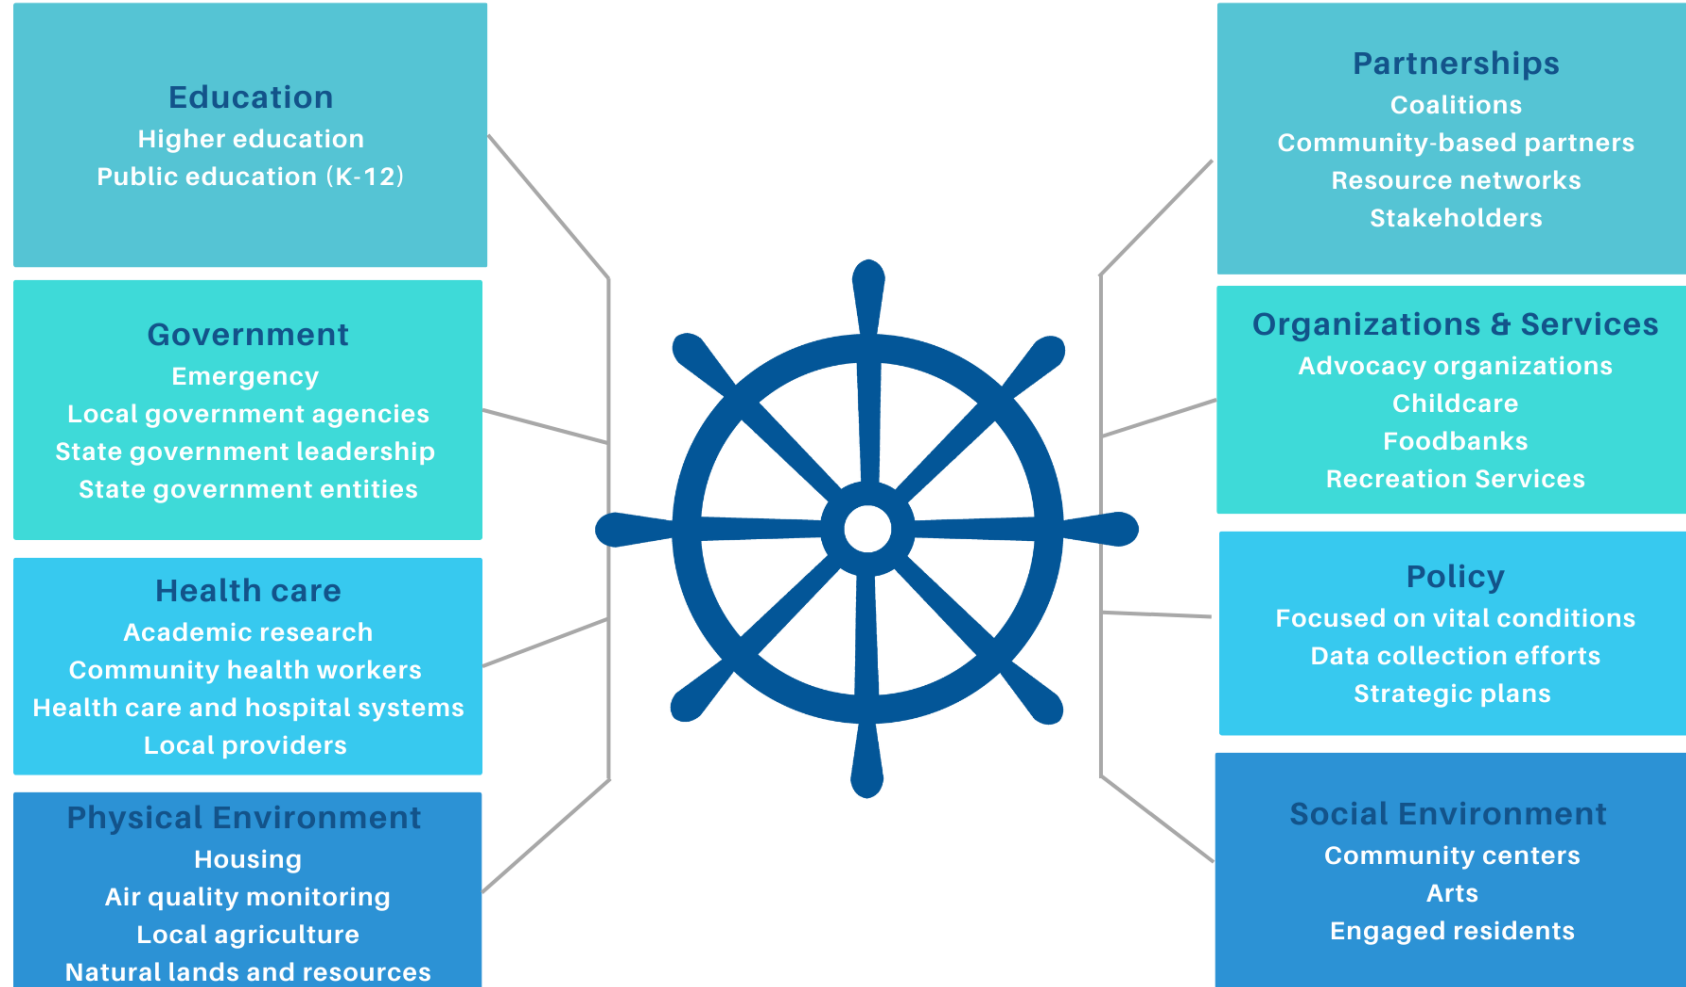 Education
Higher education
Public education (K-12)
Government
Emergency
Local government agencies
State government leadership
State government entities
Health care
Academic research
Community health workers
Health care and hospital systems
Local providers
Physical Environment
Housing
Air quality monitoring
Local agriculture
Natural lands and resources
Partnerships
Coalitions
Community-based partners
Resource networks
Stakeholders
Organizations & Services
Advocacy organizations
Childcare
Foodbanks
Recreation Services
Policy
Focused on vital conditions
Data collection efforts
Strategic plans
Social Environment
Community centers
Arts
Engaged residents